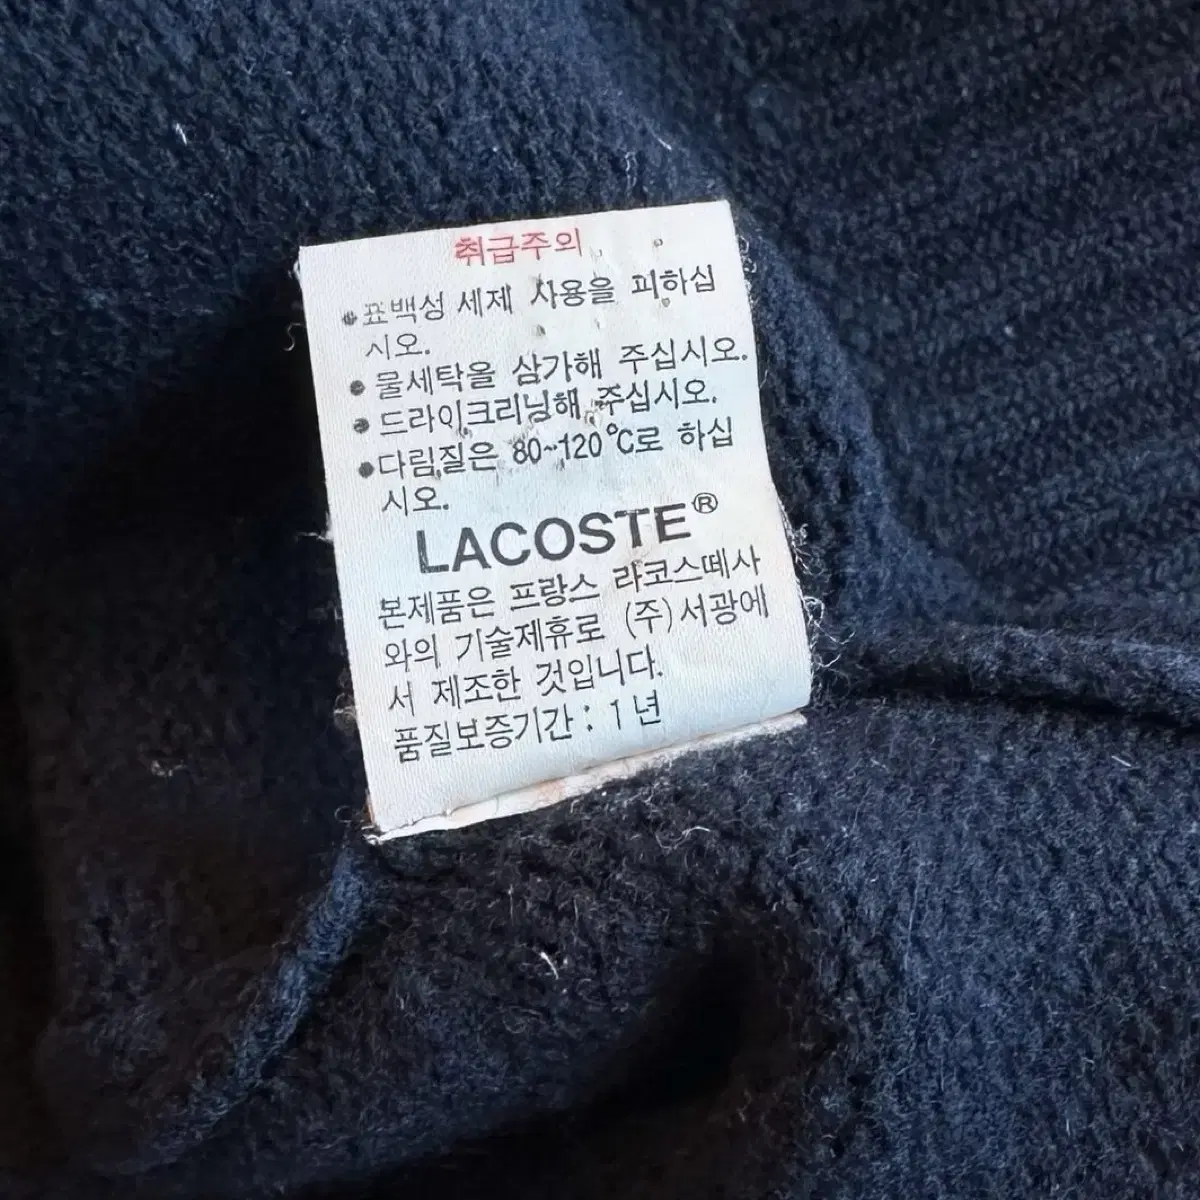 취급주의
• 표백성 세제 사용을 피하십
시오.
• 물세탁을 삼가해 주십시오.
• 드라이크리닝해 주십시오.
• 다림질은 80~120°C로 하십
시오.
LACOSTE®
본제품은 프랑스 라코스떼사
와의 기술제휴로 (주)서광에
서 제조한 것입니다.
품질보증기간 : 1년